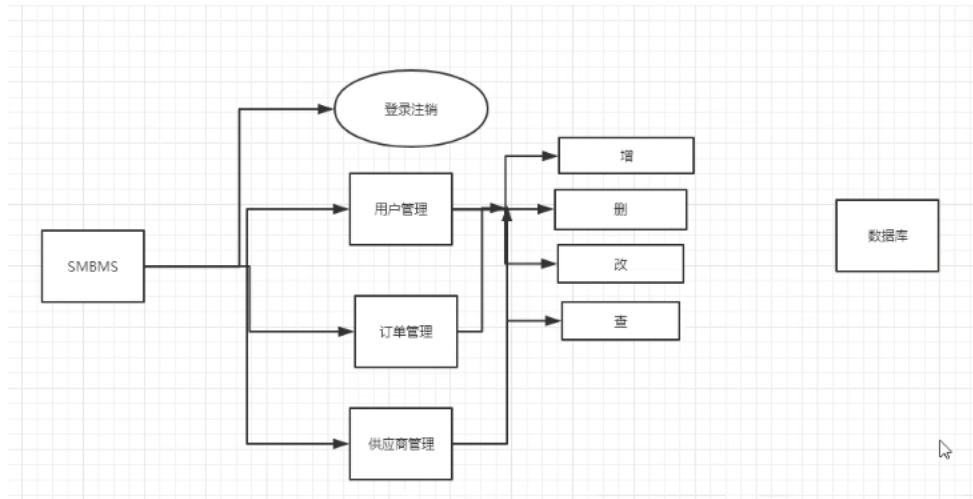 登录注销
增
用户管理
删
数据库
SMBMS
改
订单管理
查
供应商管理